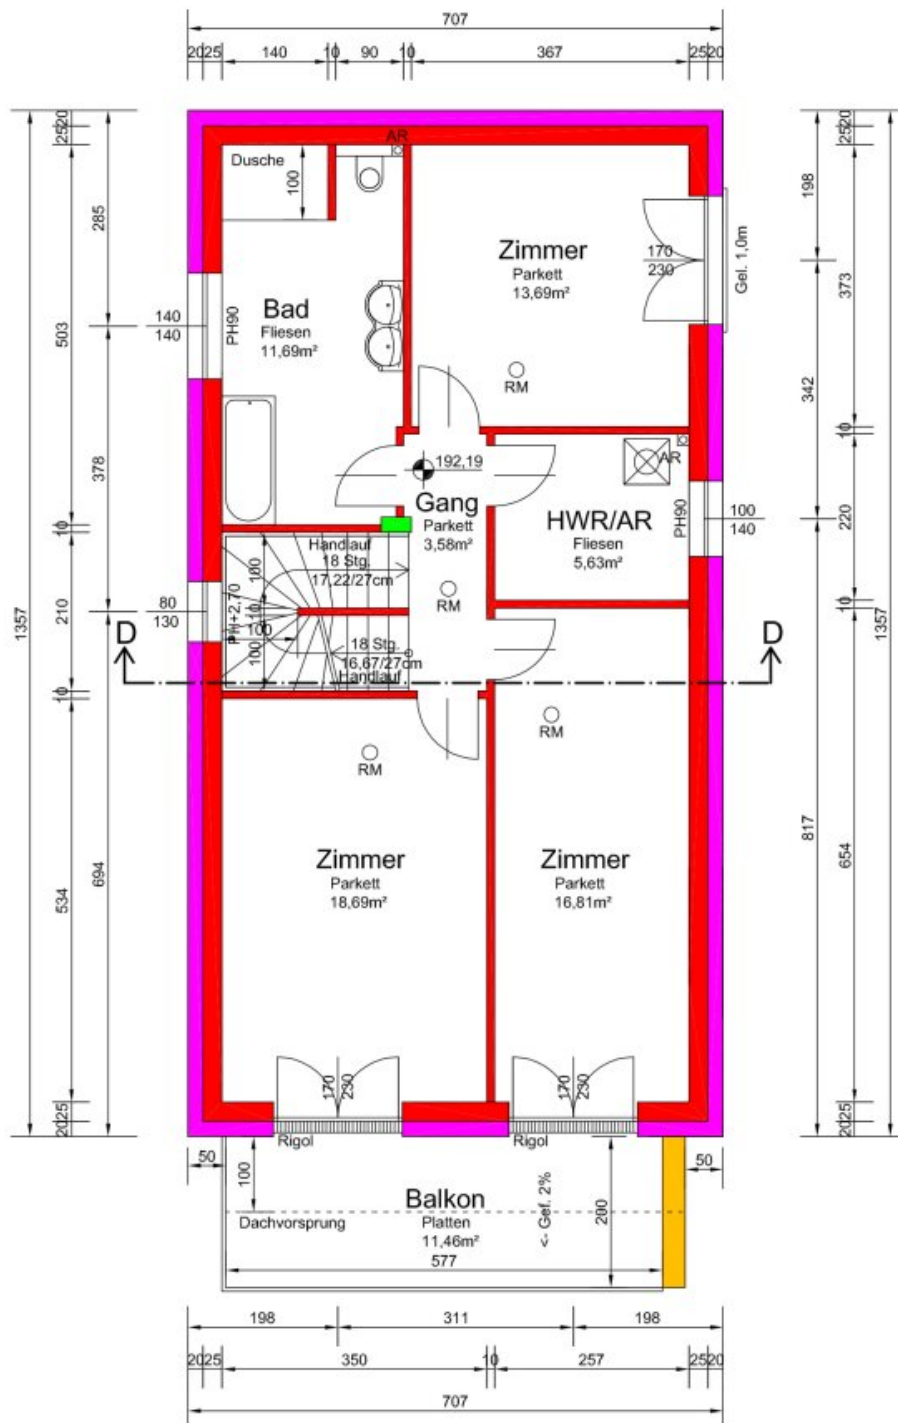 707
20 25 140 10 90 10 367 25 20
AR
Dusche
100
Zimmer
Parkett
13,69m²
170
230
Gel. 1,0m
Bad
Fliesen
11,69m²
140
140
PH90
RM
192,19
Gang
Parkett
3,58m²
AR
HWR/AR
Fliesen
5,63m²
PH90
100
140
Handlauf
18 Stg.
17,22/27cm
RM
80
130
PH+2,70
100
10
100
100
18 Stg.
16,67/27cm
Handlauf
D
D
RM
RM
Zimmer
Parkett
18,69m²
Zimmer
Parkett
16,81m²
170
230
170
230
Rigol
Rigol
50
100
50
Balkon
Platten
11,46m²
Dachvorsprung
<- Gef. 2%
200
577
1357
25 20
503
10
210
10
534
20 25
285
378
694
198
342
817
25 20
373
10
220
10
654
20 25
1357
198 311 198
20 25 350 10 257 25 20
707